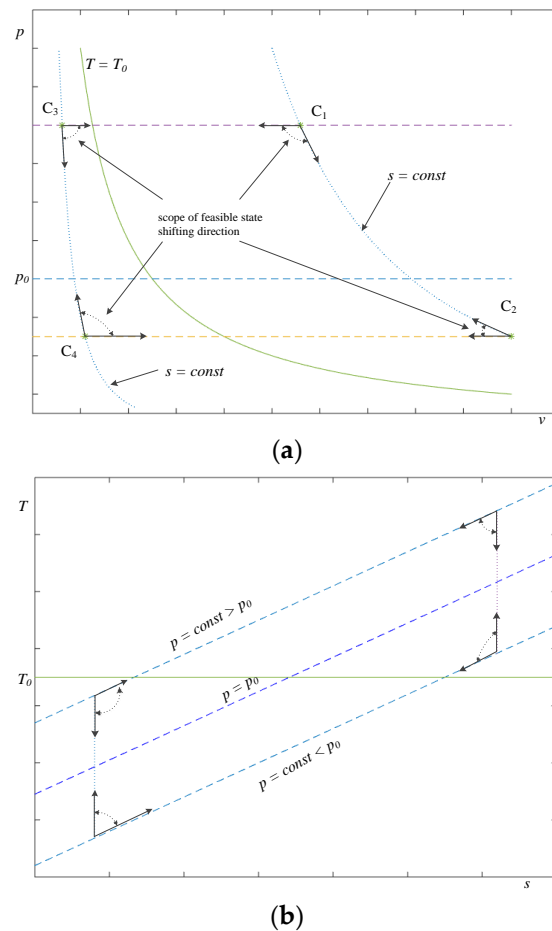 p
T = T0
C3
C1
s = const
scope of feasible state
shifting direction
p0
C2
C4
s = const
v
(a)
T
p = const > p0
T0
p = p0
p = const < p0
s
(b)